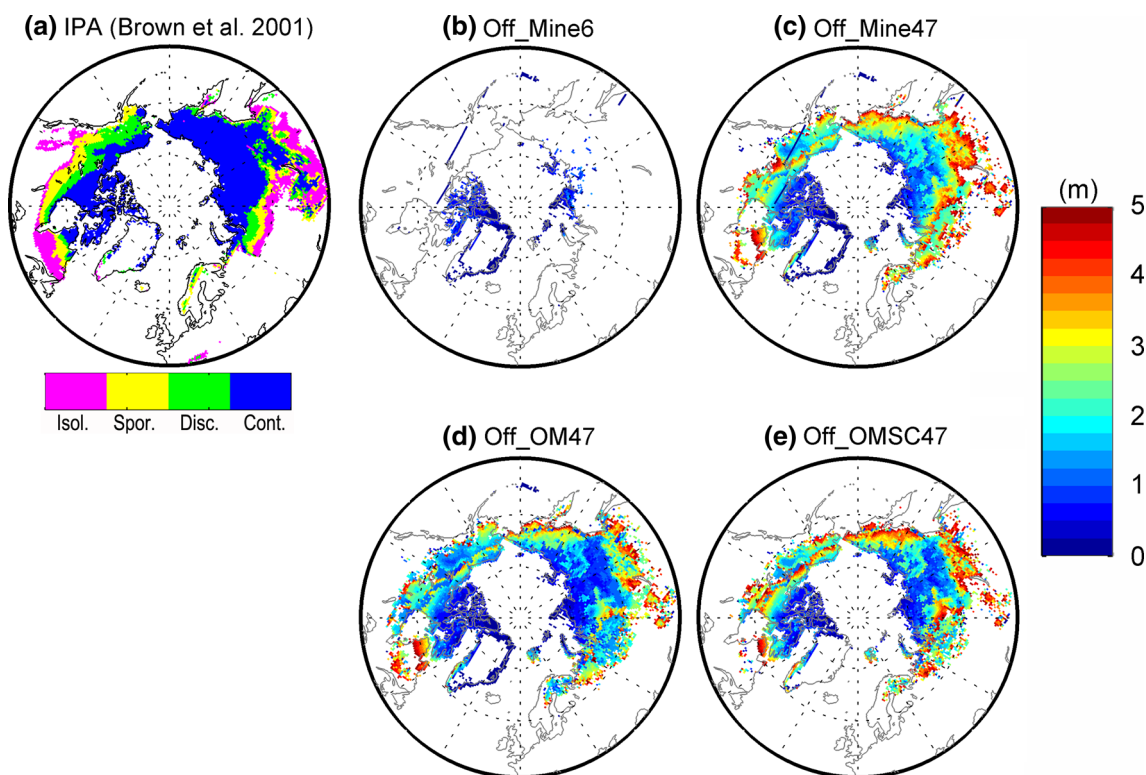 (a) IPA (Brown et al. 2001)
(b) Off_Mine6
(c) Off_Mine47
Isol. Spor. Disc. Cont.
(d) Off_OM47
(e) Off_OMSC47
(m)
5
4
3
2
1
0